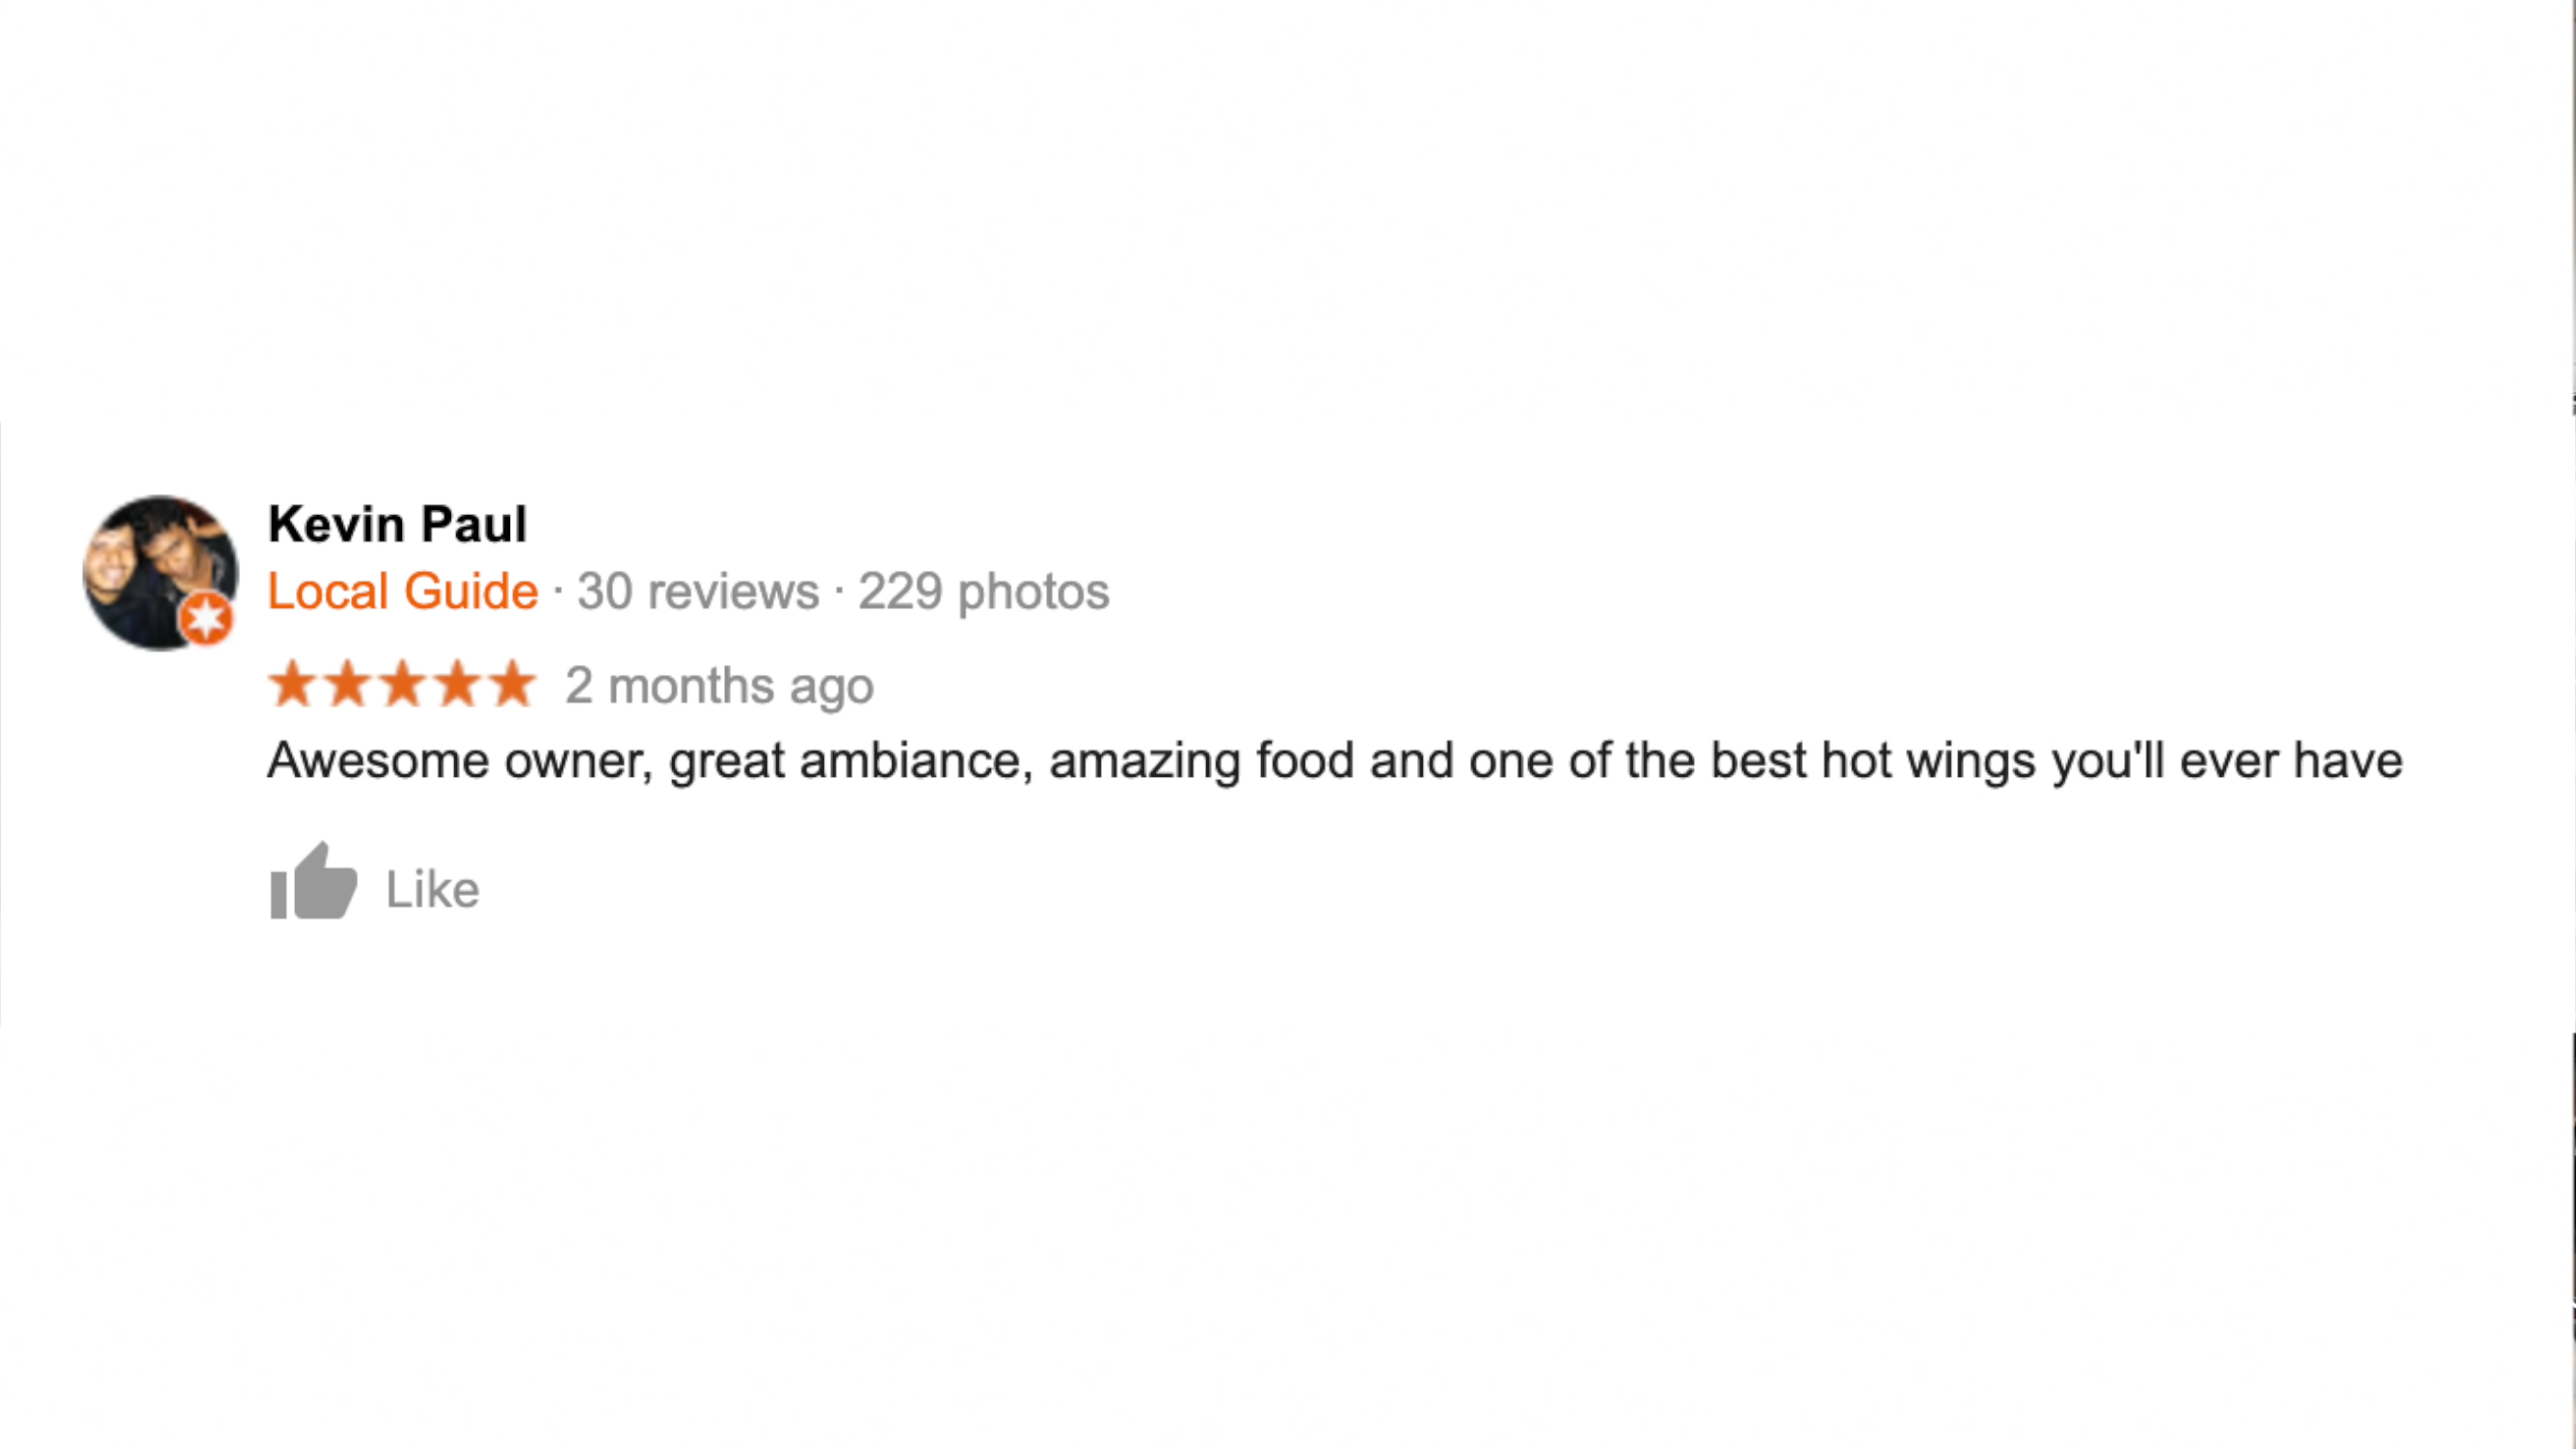 Kevin Paul
Local Guide · 30 reviews · 229 photos
2 months ago
Awesome owner, great ambiance, amazing food and one of the best hot wings you'll ever have
Like